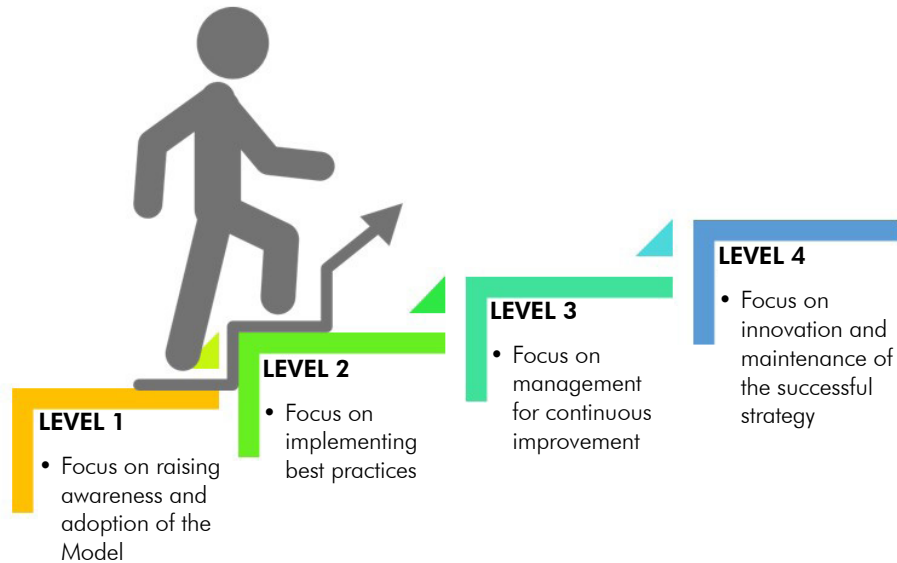 LEVEL 1
• Focus on raising
awareness and
adoption of the
Model
LEVEL 2
• Focus on
implementing
best practices
LEVEL 3
• Focus on
management
for continuous
improvement
LEVEL 4
• Focus on
innovation and
maintenance of
the successful
strategy